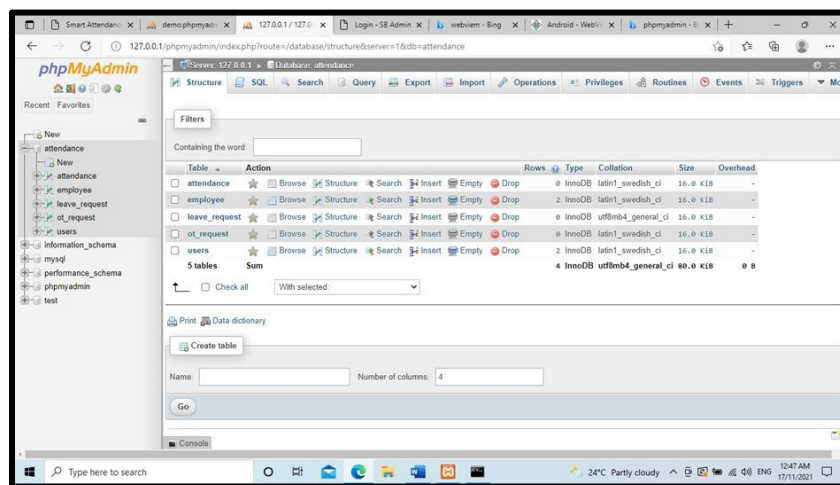 Smart Attendanc
demo.phpmyadm
127.0.0.1 / 127.0.
Login - SB Admin
webviem - Bing
Android - WebVi
phpmyadmin - B
127.0.0.1/phpmyadmin/index.php?route=/database/structure&server=1&db=attendance
phpMyAdmin
Recent Favorites
New
attendance
New
attendance
employee
leave_request
ot_request
users
information_schema
mysql
performance_schema
phpmyadmin
test
Server: 127.0.0.1 » Database: attendance
Structure SQL Search Query Export Import Operations Privileges Routines Events Triggers Mo
Filters
Containing the word:
Table Action Rows Type Collation Size Overhead
attendance Browse Structure Search Insert Empty Drop 0 InnoDB latin1_swedish_ci 16.0 KiB -
employee Browse Structure Search Insert Empty Drop 2 InnoDB latin1_swedish_ci 16.0 KiB -
leave_request Browse Structure Search Insert Empty Drop 0 InnoDB utf8mb4_general_ci 16.0 KiB -
ot_request Browse Structure Search Insert Empty Drop 0 InnoDB latin1_swedish_ci 16.0 KiB -
users Browse Structure Search Insert Empty Drop 2 InnoDB latin1_swedish_ci 16.0 KiB -
5 tables Sum 4 InnoDB utf8mb4_general_ci 80.0 KiB 0 B
Check all With selected:
Print Data dictionary
Create table
Name: Number of columns: 4
Go
Console
Type here to search
24°C Partly cloudy ENG 12:47 AM
17/11/2021